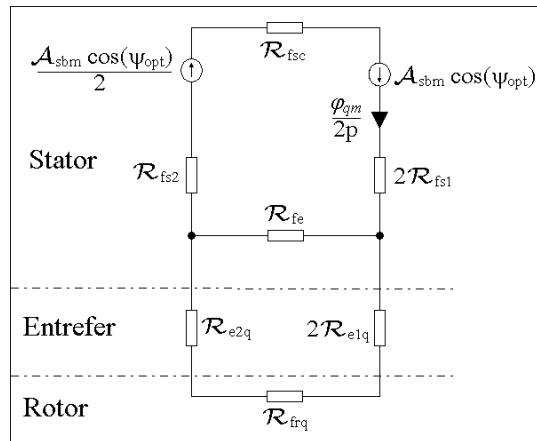 𝓡fsc
𝓐sbm cos(ψopt)
2
𝓐sbm cos(ψopt)
φqm
2p
Stator
𝓡fs2
2𝓡fs1
𝓡fe
Entrefer
𝓡e2q
2𝓡e1q
Rotor
𝓡frq